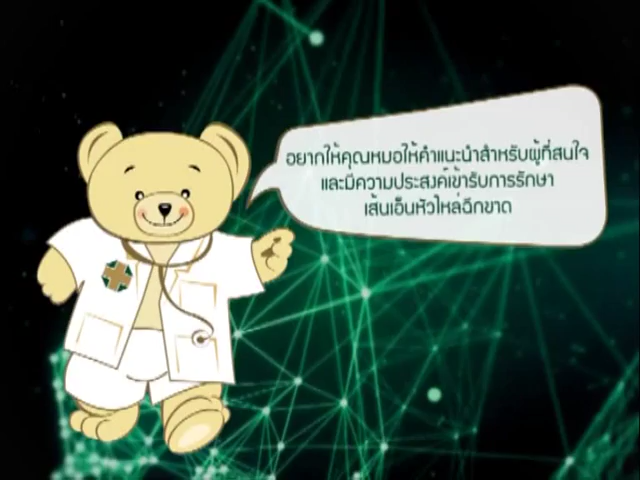 อยากให้คุณหมอให้คำแนะนำสำหรับผู้ที่สนใจ
และมีความประสงค์เข้ารับการรักษา
เส้นเอ็นหัวไหล่ฉีกขาด